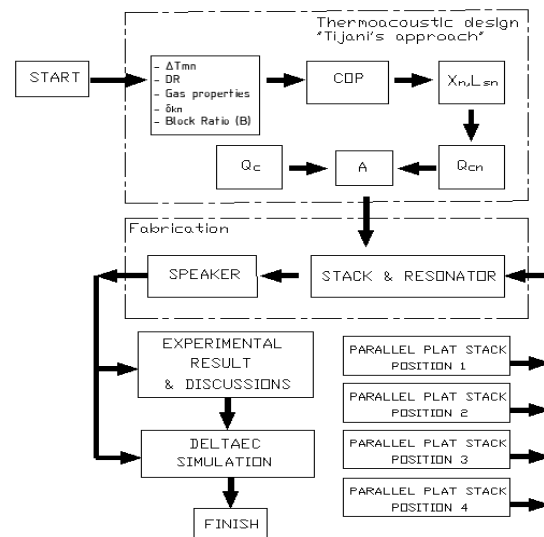 Thermoacoustic design
"Tijani's approach"
START
- ΔTmn
- DR
- Gas properties
- δkn
- Block Ratio (B)
COP
Xn,Lsn
Qc
A
Qcn
Fabrication
SPEAKER
STACK & RESONATOR
EXPERIMENTAL
RESULT
& DISCUSSIONS
DELTAEC
SIMULATION
FINISH
PARALLEL PLAT STACK
POSITION 1
PARALLEL PLAT STACK
POSITION 2
PARALLEL PLAT STACK
POSITION 3
PARALLEL PLAT STACK
POSITION 4